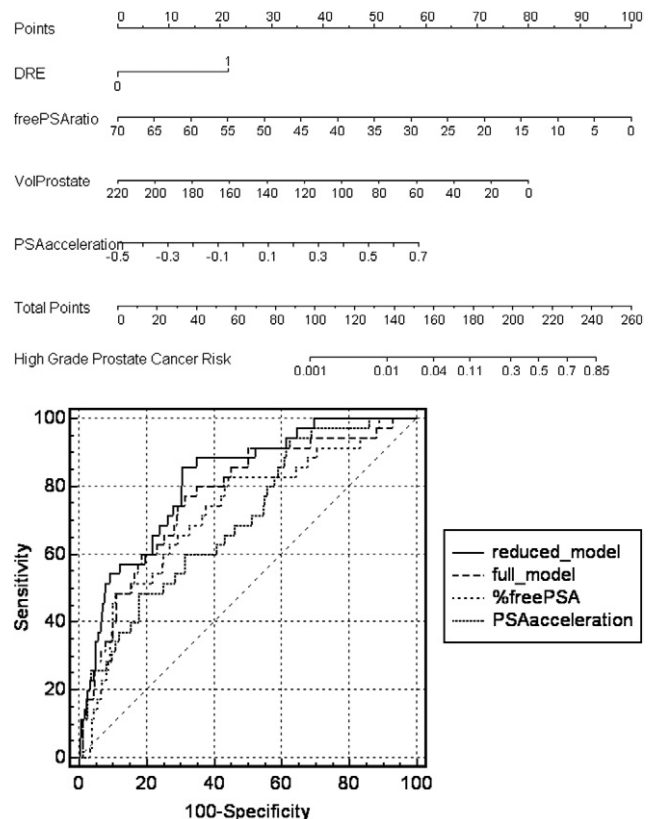 Points 0 10 20 30 40 50 60 70 80 90 100
DRE 0 1
freePSAratio 70 65 60 55 50 45 40 35 30 25 20 15 10 5 0
VolProstate 220 200 180 160 140 120 100 80 60 40 20 0
PSAacceleration -0.5 -0.3 -0.1 0.1 0.3 0.5 0.7
Total Points 0 20 40 60 80 100 120 140 160 180 200 220 240 260
High Grade Prostate Cancer Risk 0.001 0.01 0.04 0.11 0.3 0.5 0.7 0.85
100
80
60
40
20
0
Sensitivity
0 20 40 60 80 100
100-Specificity
reduced_model
full_model
%freePSA
PSAacceleration